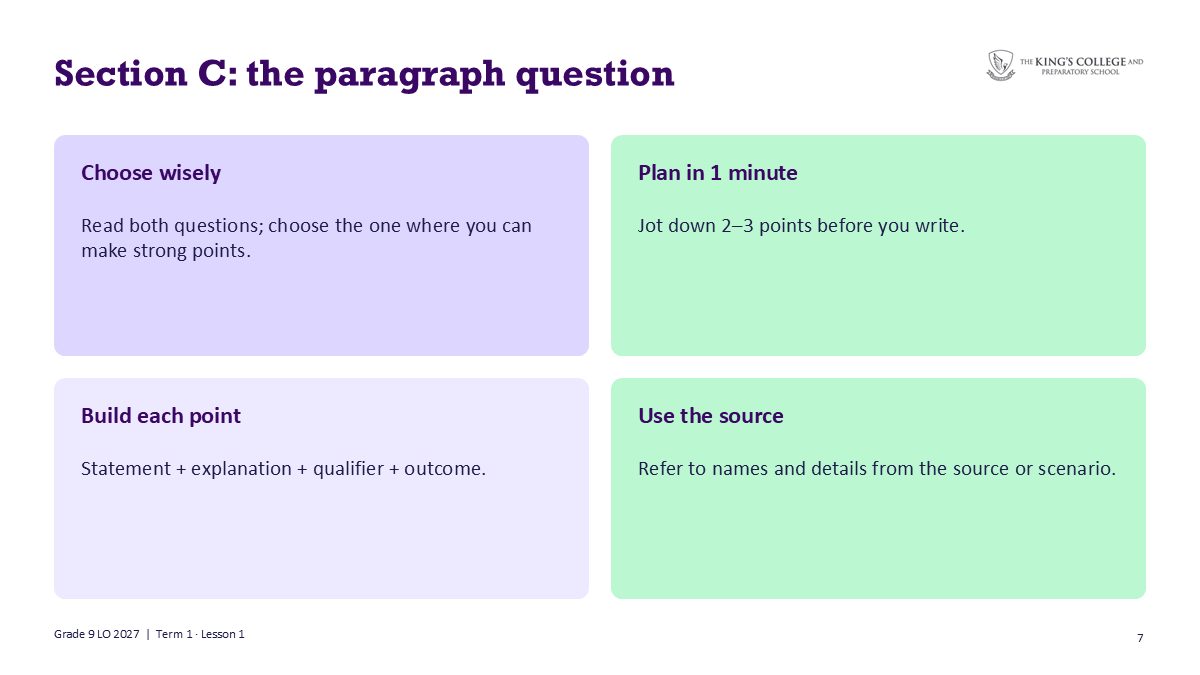 Section C: the paragraph question
THE KING'S COLLEGE AND
PREPARATORY SCHOOL
Choose wisely
Read both questions; choose the one where you can
make strong points.
Plan in 1 minute
Jot down 2–3 points before you write.
Build each point
Statement + explanation + qualifier + outcome.
Use the source
Refer to names and details from the source or scenario.
Grade 9 LO 2027 | Term 1 · Lesson 1
7